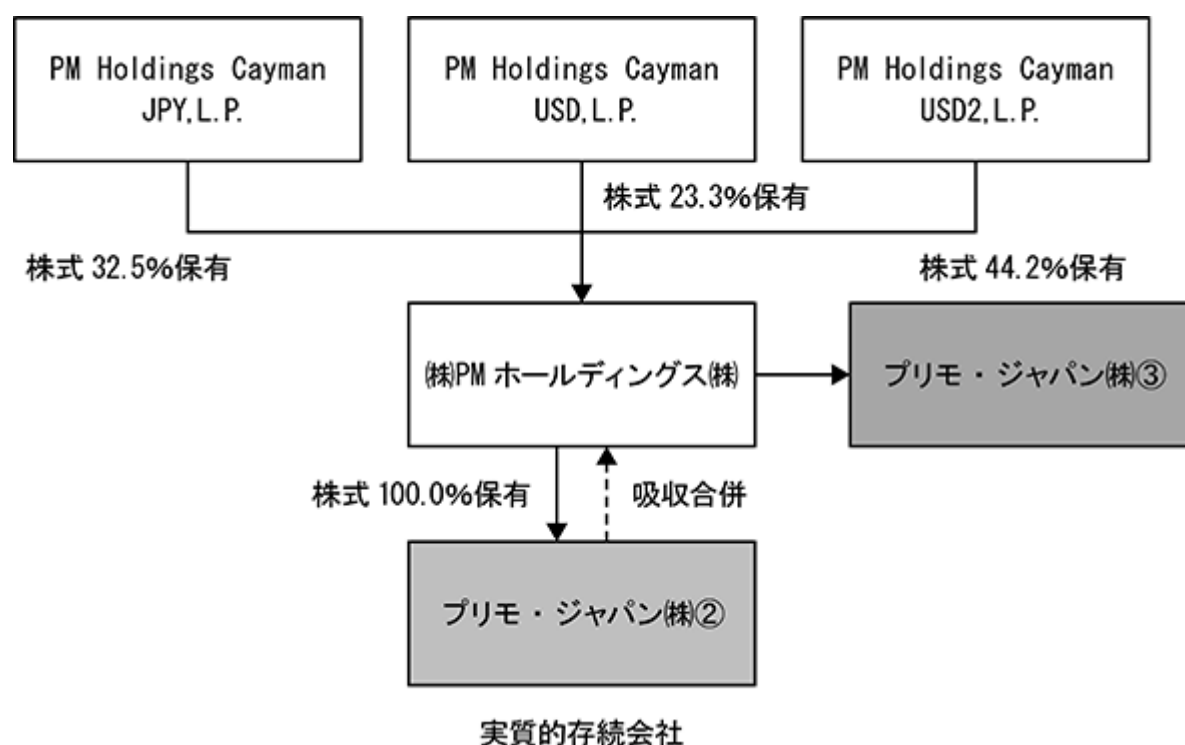 PM Holdings Cayman
JPY,L.P.
PM Holdings Cayman
USD,L.P.
PM Holdings Cayman
USD2,L.P.
株式 23.3%保有
株式 32.5%保有
株式 44.2%保有
㈱PM ホールディングス㈱
プリモ・ジャパン㈱③
株式 100.0%保有
吸収合併
プリモ・ジャパン㈱②
実質的存続会社